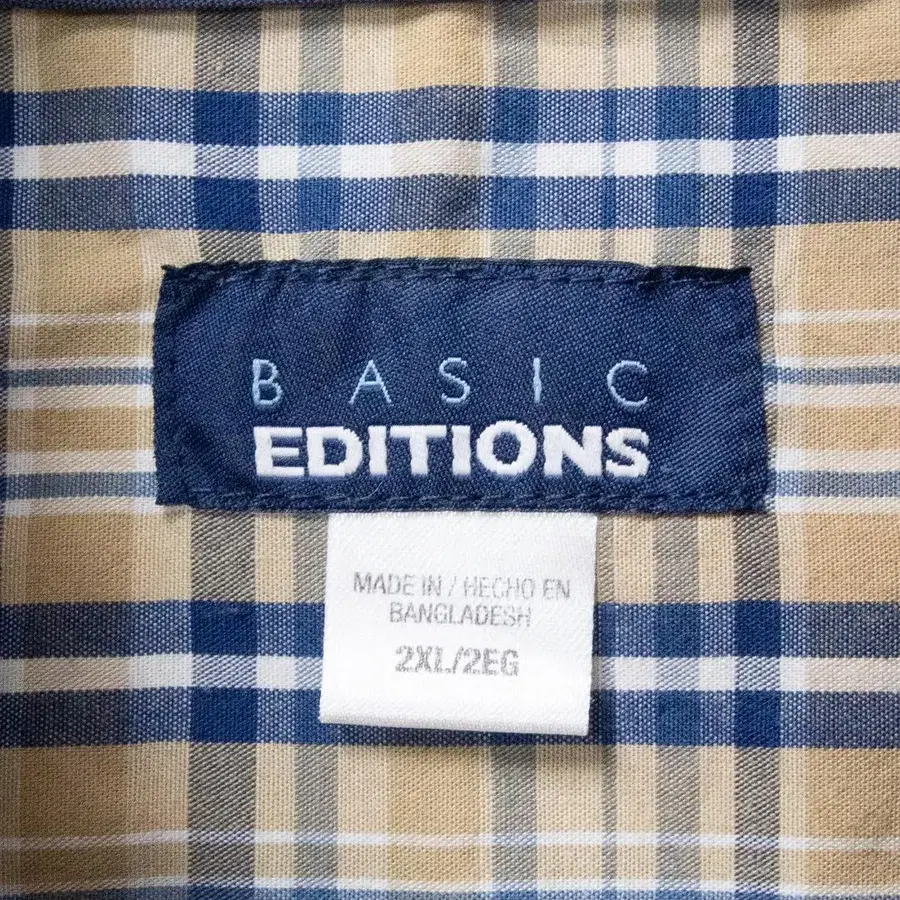 BASIC
EDITIONS
MADE IN / HECHO EN
BANGLADESH
2XL/2EG